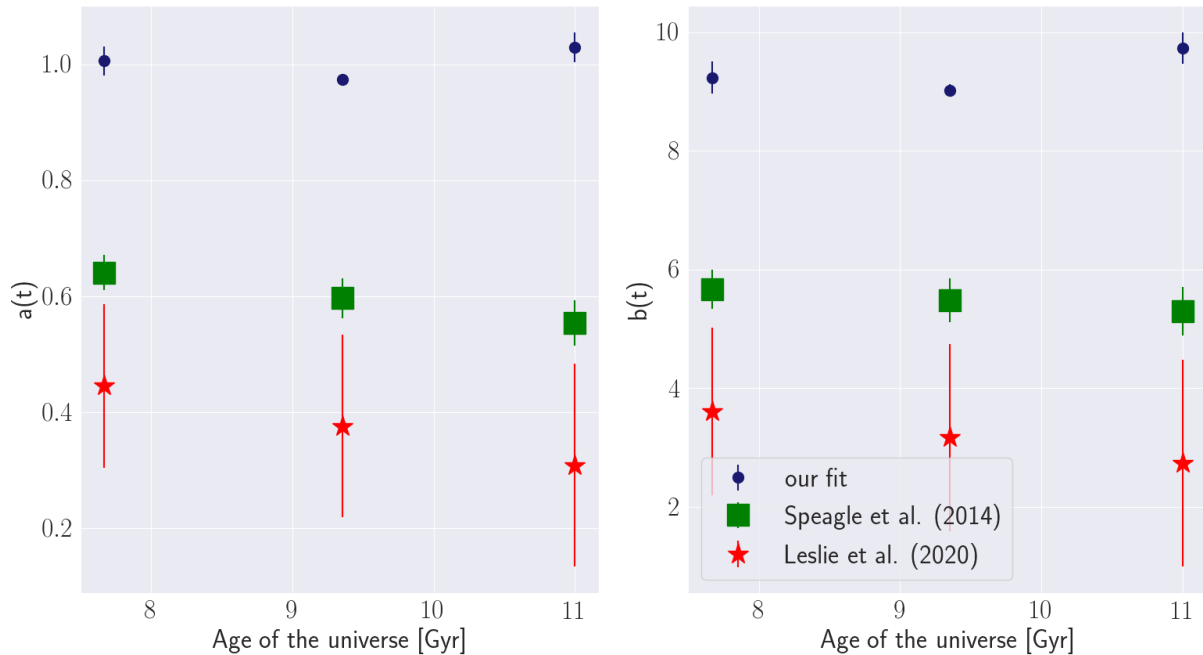 1.0
0.8
0.6
0.4
0.2
a(t)
8
9
10
11
Age of the universe [Gyr]
10
8
6
4
2
b(t)
our fit
Speagle et al. (2014)
Leslie et al. (2020)
8
9
10
11
Age of the universe [Gyr]